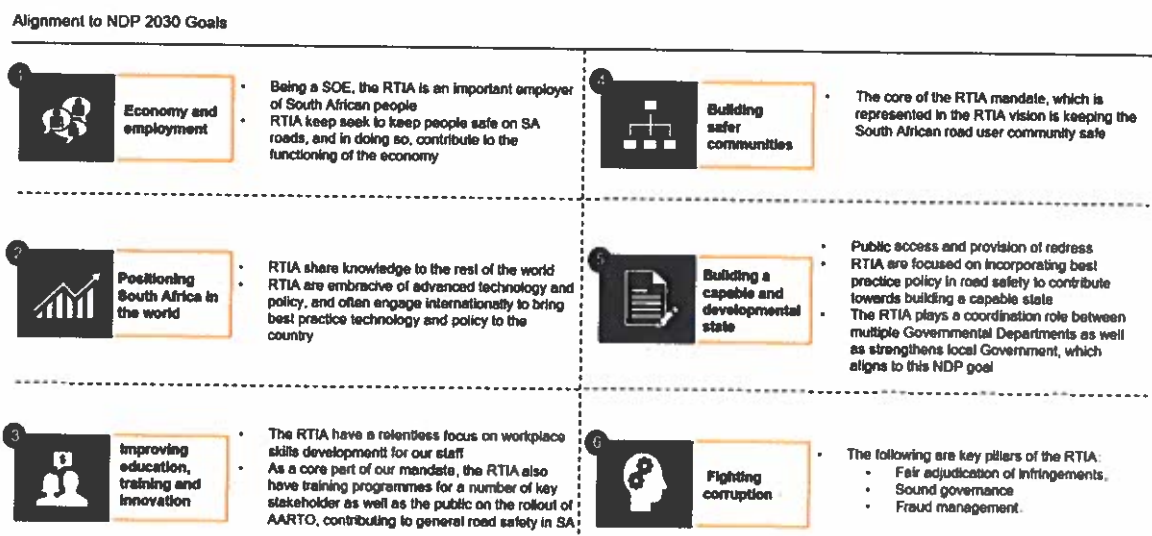 Alignment to NDP 2030 Goals
1
Economy and
employment
• Being a SOE, the RTIA is an important employer
of South African people
• RTIA keep seek to keep people safe on SA
roads, and in doing so, contribute to the
functioning of the economy
2
Positioning
South Africa in
the world
• RTIA share knowledge to the rest of the world
• RTIA are embracive of advanced technology and
policy, and often engage internationally to bring
best practice technology and policy to the
country
3
$
Improving
education,
training and
innovation
• The RTIA have a relentless focus on workplace
skills development for our staff
• As a core part of our mandate, the RTIA also
have training programmes for a number of key
stakeholder as well as the public on the rollout of
AARTO, contributing to general road safety in SA
4
Building
safer
communities
• The core of the RTIA mandate, which is
represented in the RTIA vision is keeping the
South African road user community safe
5
Building a
capable and
developmental
state
• Public access and provision of redress
• RTIA are focused on incorporating best
practice policy in road safety to contribute
towards building a capable state
• The RTIA plays a coordination role between
multiple Governmental Departments as well
as strengthens local Government, which
aligns to this NDP goal
6
Fighting
corruption
• The following are key pillars of the RTIA:
• Fair adjudication of infringements,
• Sound governance
• Fraud management.